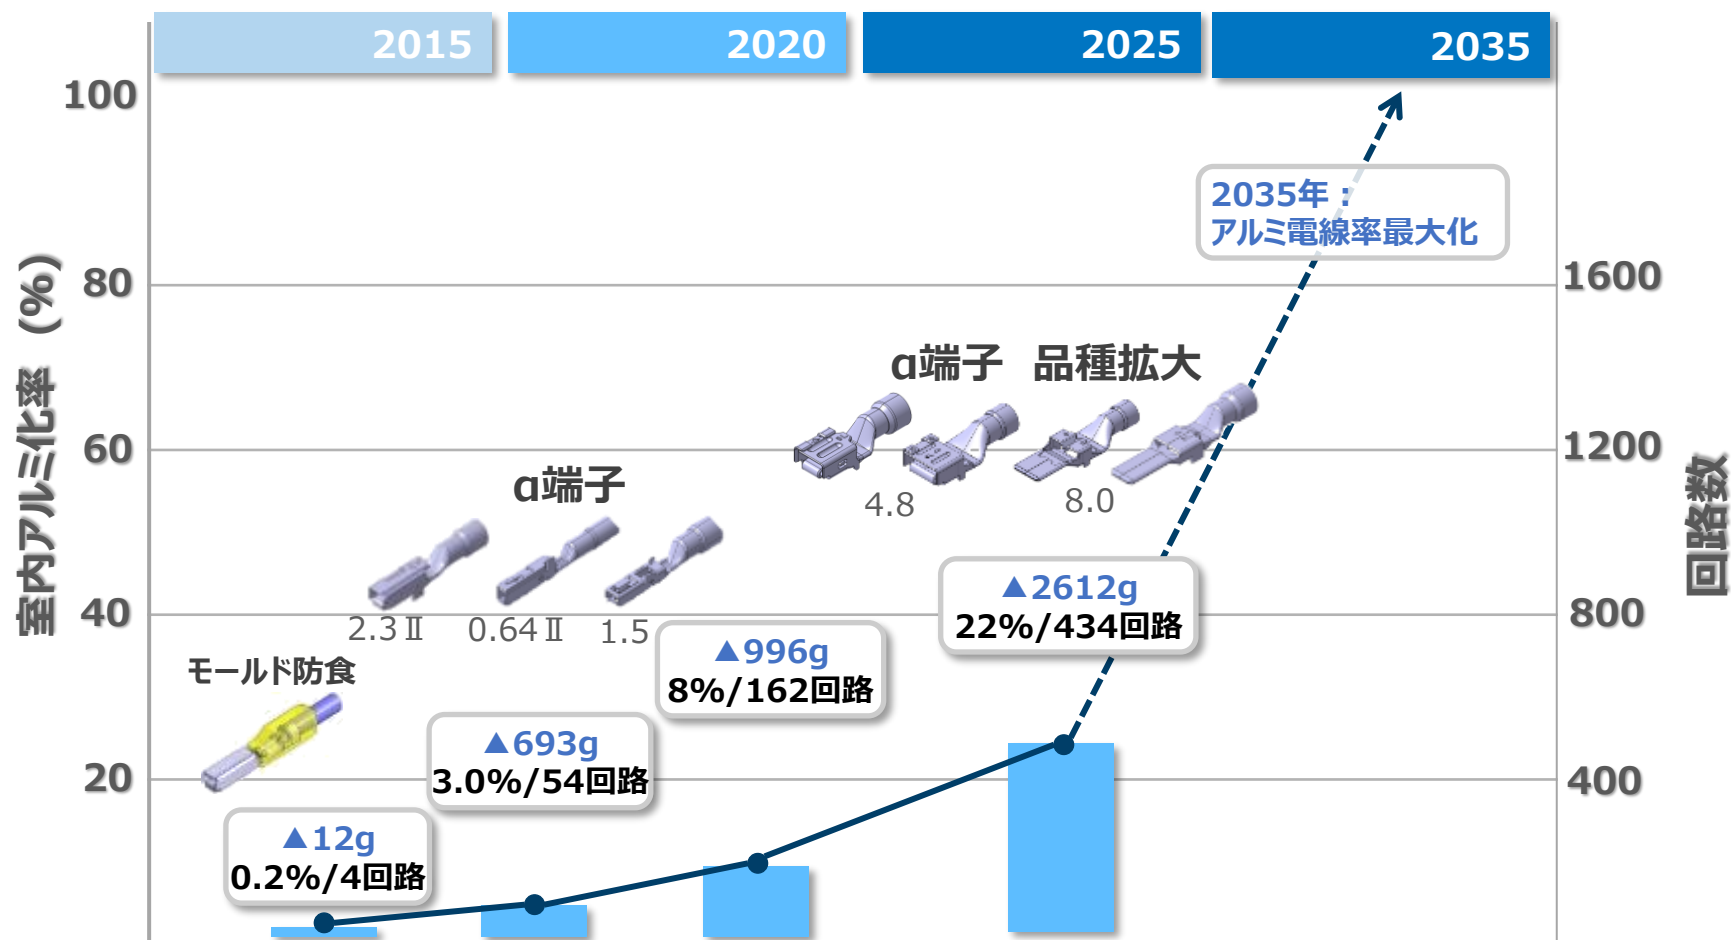 2015
2020
2025
2035
100
80
60
40
20
室内アルミ化率 (%)
1600
1200
800
400
回路数
2035年：
アルミ電線率最大化
α端子 品種拡大
4.8
8.0
α端子
2.3Ⅱ
0.64Ⅱ
1.5
モールド防食
▲12g
0.2%/4回路
▲693g
3.0%/54回路
▲996g
8%/162回路
▲2612g
22%/434回路